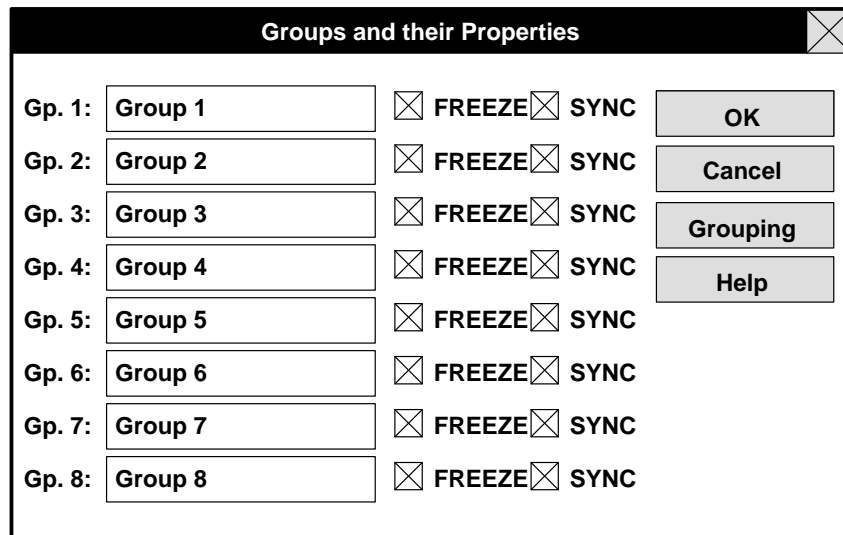 Groups and their Properties
Gp. 1: Group 1 FREEZE SYNC OK
Gp. 2: Group 2 FREEZE SYNC Cancel
Gp. 3: Group 3 FREEZE SYNC Grouping
Gp. 4: Group 4 FREEZE SYNC Help
Gp. 5: Group 5 FREEZE SYNC
Gp. 6: Group 6 FREEZE SYNC
Gp. 7: Group 7 FREEZE SYNC
Gp. 8: Group 8 FREEZE SYNC